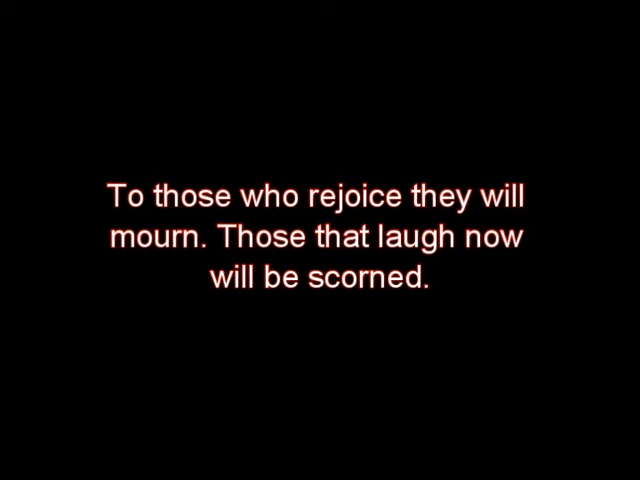 To those who rejoice they will
mourn. Those that laugh now
will be scorned.